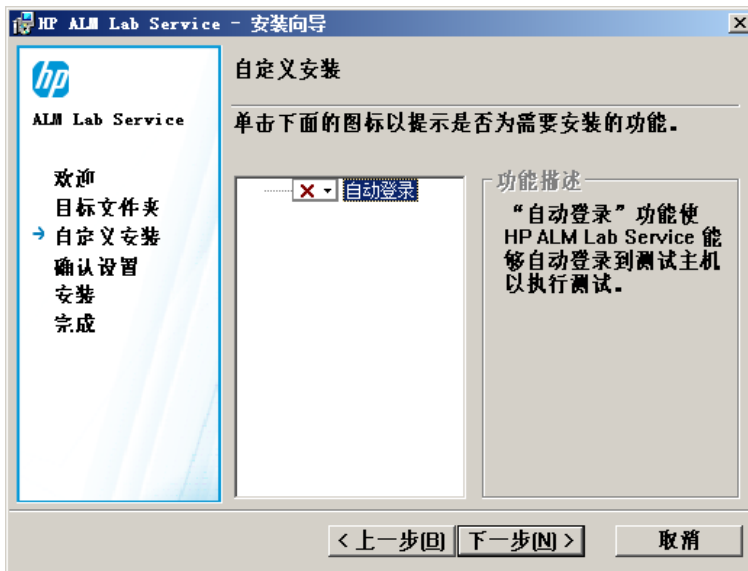 HP ALM Lab Service - 安装向导
hp
ALM Lab Service
欢迎
目标文件夹
自定义安装
确认设置
安装
完成
自定义安装
单击下面的图标以提示是否为需要安装的功能。
自动登录
功能描述
“自动登录”功能使
HP ALM Lab Service 能
够自动登录到测试主机
以执行测试。
< 上一步(B)
下一步(N) >
取消